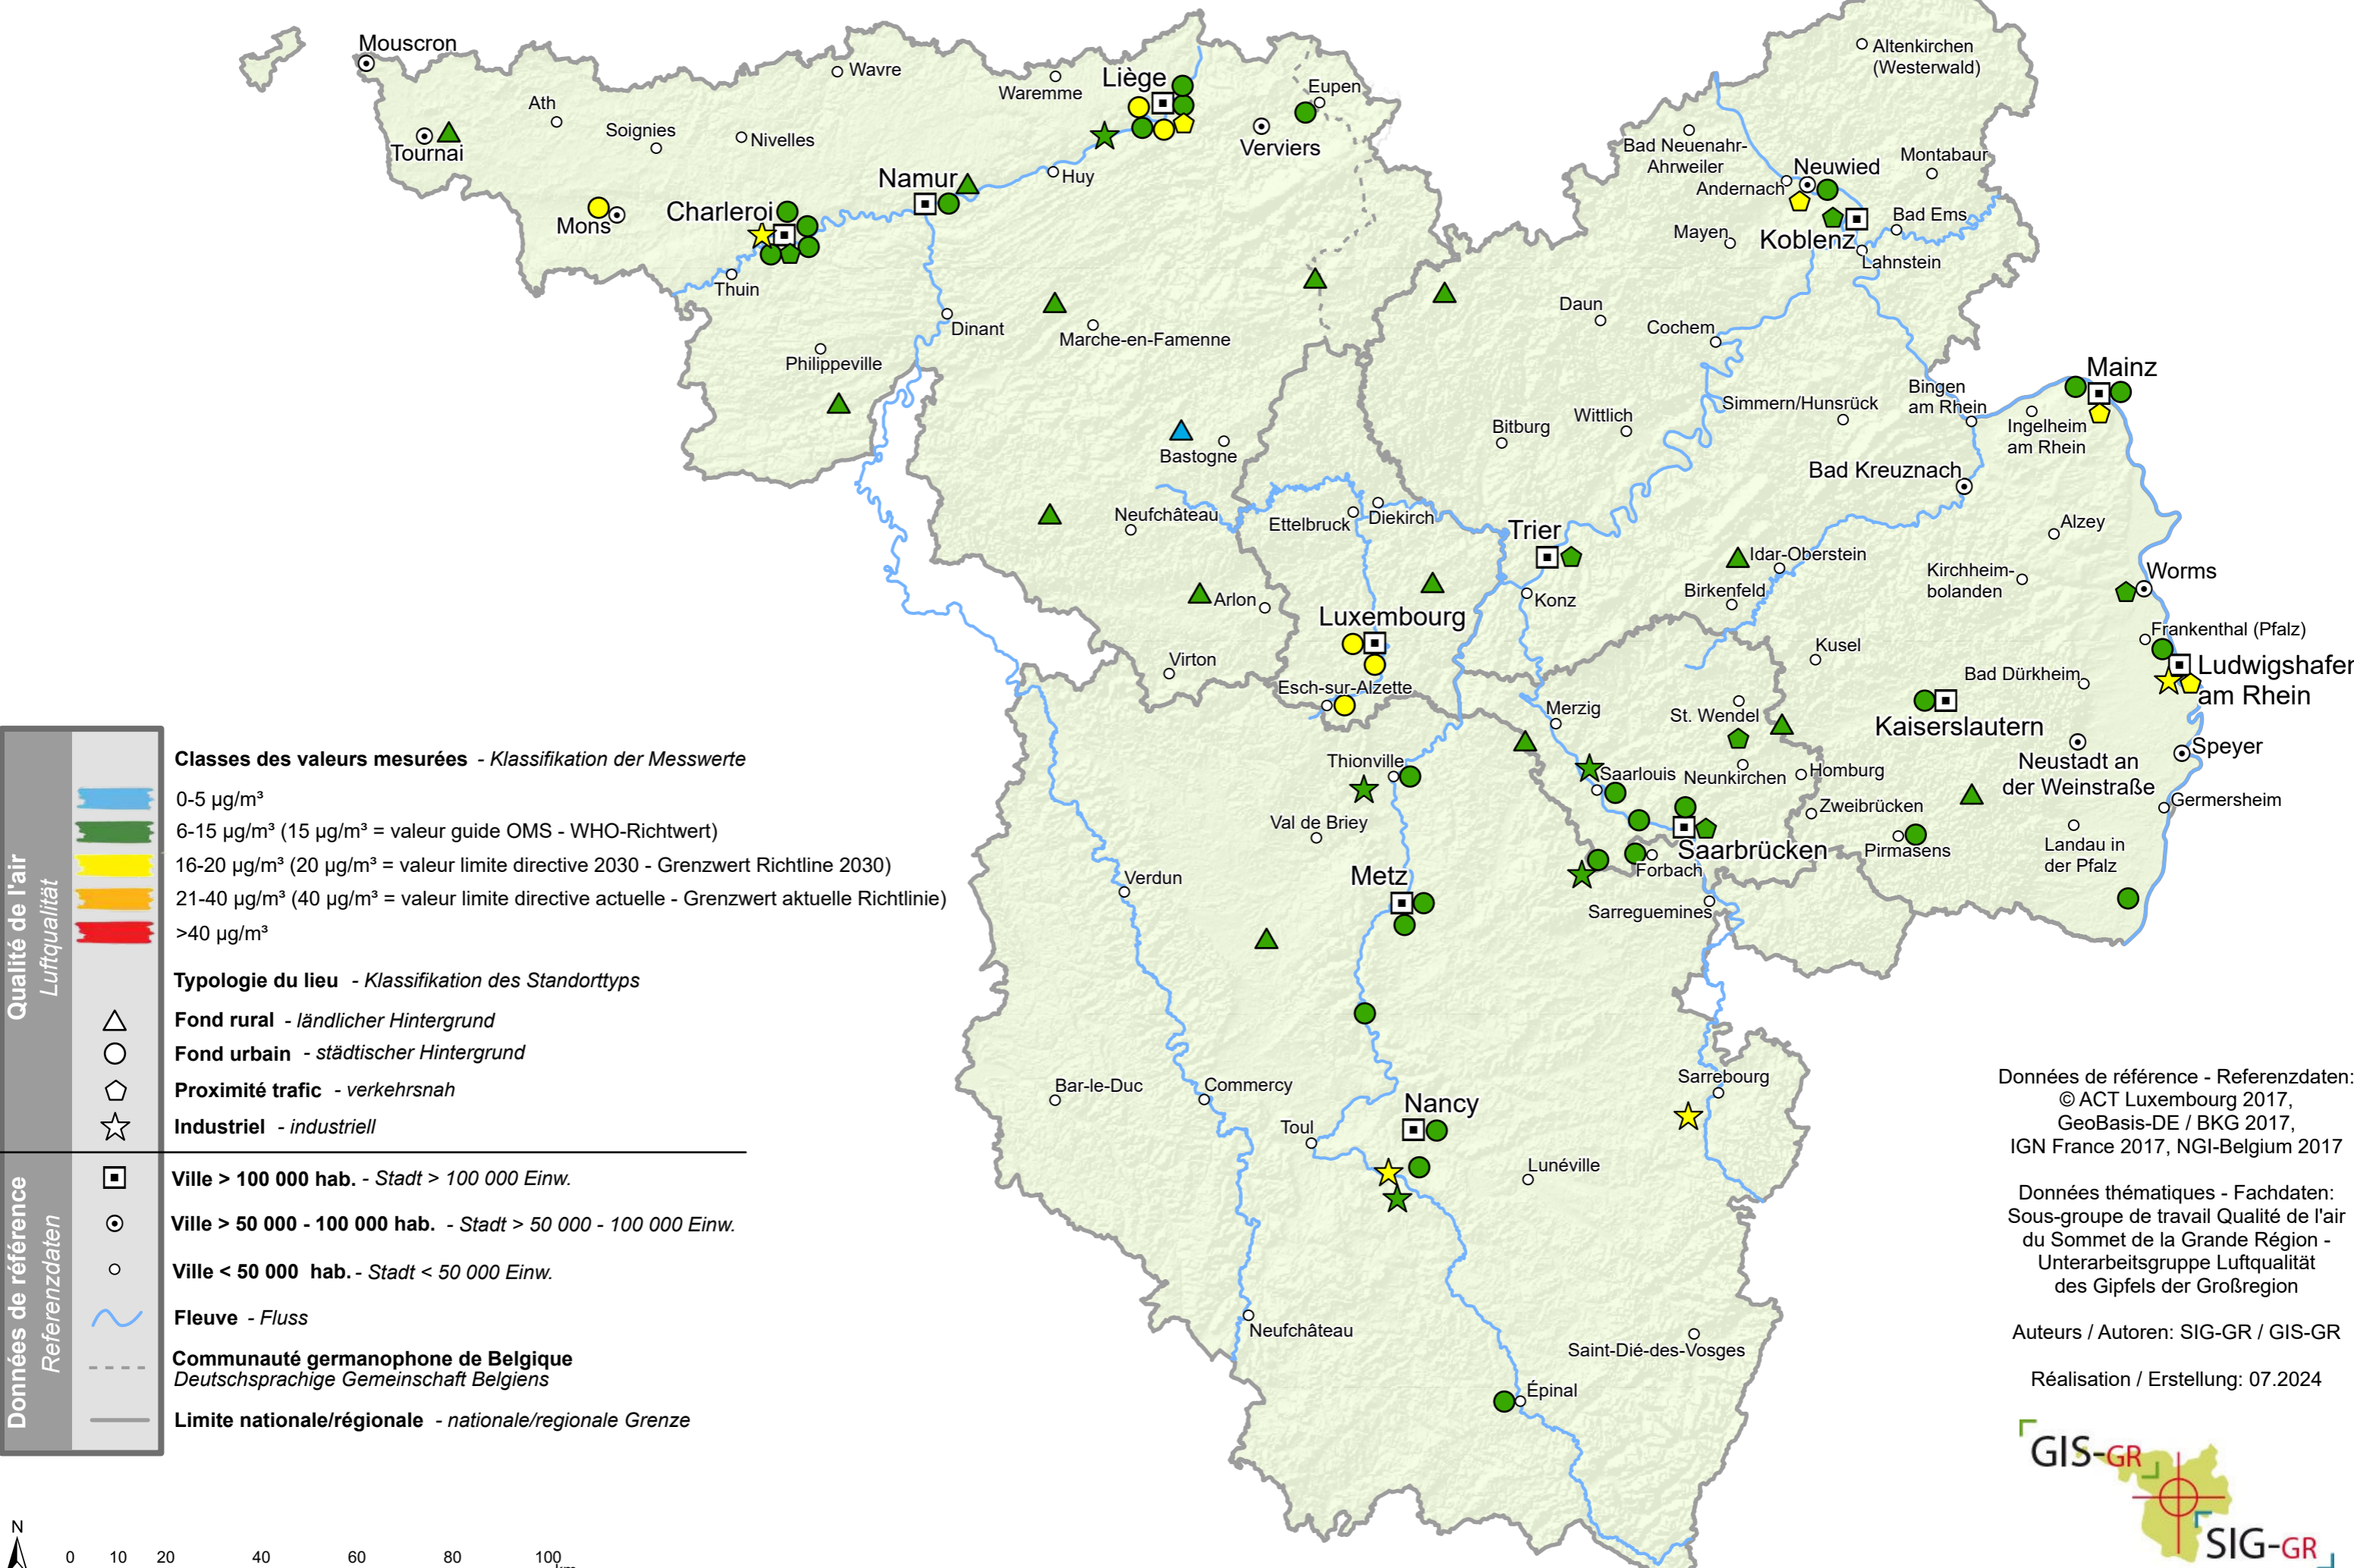 Mouscron
Tournai
Ath
Soignies
Mons
Wavre
Nivelles
Charleroi
Thuin
Namur
Dinant
Philippeville
Waremme
Liège
Huy
Verviers
Eupen
Marche-en-Famenne
Bastogne
Neufchâteau
Arlon
Virton
Ettelbruck
Diekirch
Luxembourg
Esch-sur-Alzette
Altenkirchen
(Westerwald)
Bad Neuenahr-
Ahrweiler
Neuwied
Montabaur
Andernach
Bad Ems
Mayen
Koblenz
Lahnstein
Daun
Cochem
Bitburg
Wittlich
Simmern/Hunsrück
Bingen
am Rhein
Mainz
Ingelheim
am Rhein
Bad Kreuznach
Alzey
Trier
Konz
Idar-Oberstein
Birkenfeld
Kirchheim-
bolanden
Worms
Frankenthal (Pfalz)
Ludwigshafen
am Rhein
Bad Dürkheim
Kusel
Kaiserslautern
Neustadt an
der Weinstraße
Speyer
Germersheim
Landau in
der Pfalz
Pirmasens
Zweibrücken
Homburg
Merzig
St. Wendel
Neunkirchen
Saarlouis
Saarbrücken
Forbach
Sarreguemines
Thionville
Val de Briey
Metz
Verdun
Bar-le-Duc
Commercy
Toul
Nancy
Lunéville
Sarrebourg
Neufchâteau
Saint-Dié-des-Vosges
Épinal
Qualité de l'air
Luftqualität
Classes des valeurs mesurées - Klassifikation der Messwerte
0-5 µg/m³
6-15 µg/m³ (15 µg/m³ = valeur guide OMS - WHO-Richtwert)
16-20 µg/m³ (20 µg/m³ = valeur limite directive 2030 - Grenzwert Richtline 2030)
21-40 µg/m³ (40 µg/m³ = valeur limite directive actuelle - Grenzwert aktuelle Richtlinie)
>40 µg/m³
Typologie du lieu - Klassifikation des Standorttyps
Fond rural - ländlicher Hintergrund
Fond urbain - städtischer Hintergrund
Proximité trafic - verkehrsnah
Industriel - industriell
Données de référence
Referenzdaten
Ville > 100 000 hab. - Stadt > 100 000 Einw.
Ville > 50 000 - 100 000 hab. - Stadt > 50 000 - 100 000 Einw.
Ville < 50 000 hab. - Stadt < 50 000 Einw.
Fleuve - Fluss
Communauté germanophone de Belgique
Deutschsprachige Gemeinschaft Belgiens
Limite nationale/régionale - nationale/regionale Grenze
N
0 10 20 40 60 80 100
km
Données de référence - Referenzdaten:
© ACT Luxembourg 2017,
GeoBasis-DE / BKG 2017,
IGN France 2017, NGI-Belgium 2017
Données thématiques - Fachdaten:
Sous-groupe de travail Qualité de l'air
du Sommet de la Grande Région -
Unterarbeitsgruppe Luftqualität
des Gipfels der Großregion
Auteurs / Autoren: SIG-GR / GIS-GR
Réalisation / Erstellung: 07.2024
GIS-GR
SIG-GR